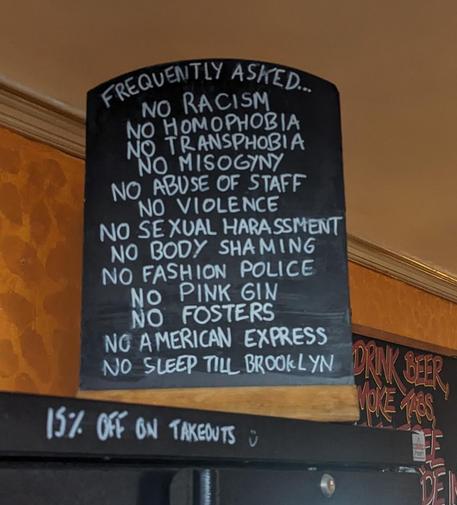 FREQUENTLY ASKED...
NO RACISM
NO HOMOPHOBIA
NO TRANSPHOBIA
NO MISOGYNY
NO ABUSE OF STAFF
NO VIOLENCE
NO SEXUAL HARASSMENT
NO BODY SHAMING
NO FASHION POLICE
NO PINK GIN
NO FOSTERS
NO AMERICAN EXPRESS
NO SLEEP TILL BROOKLYN
15% OFF ON TAKEOUTS
DRINK BEER,
TABS